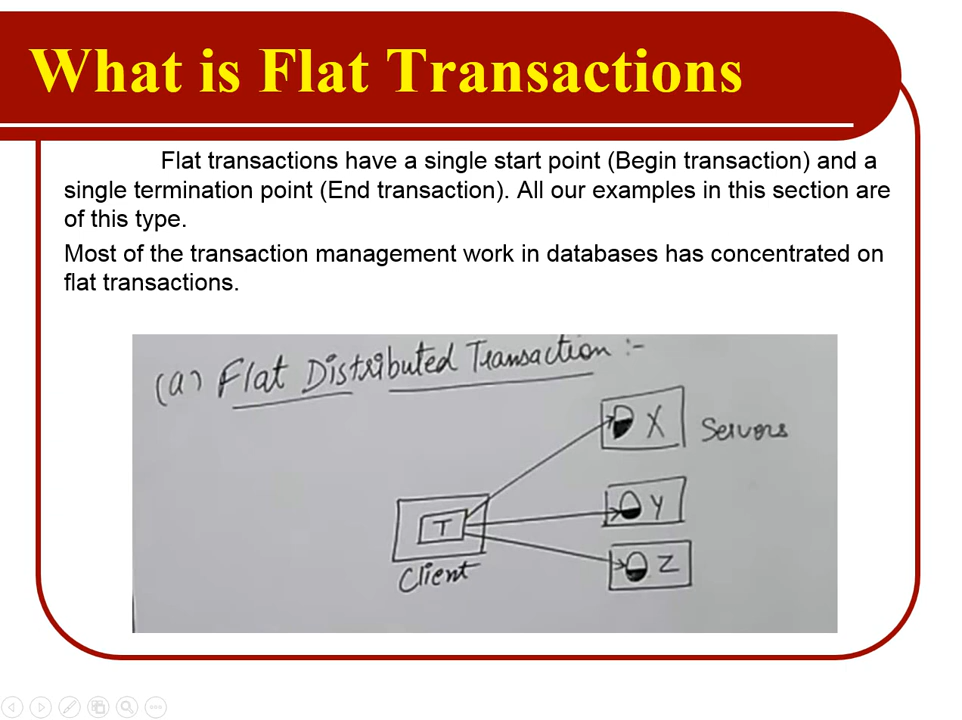 What is Flat Transactions
Flat transactions have a single start point (Begin transaction) and a
single termination point (End transaction). All our examples in this section are
of this type.
Most of the transaction management work in databases has concentrated on
flat transactions.
(a) Flat Distributed Transaction :-
X
Servers
T
Y
Z
Client